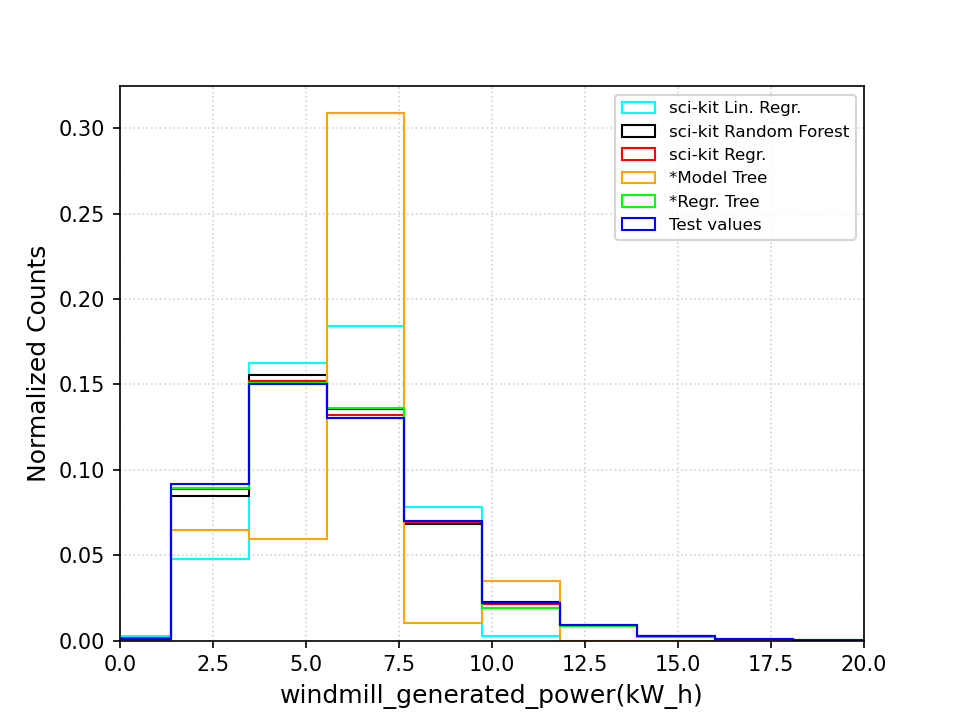 0.30
0.25
0.20
0.15
0.10
0.05
0.00
Normalized Counts
sci-kit Lin. Regr.
sci-kit Random Forest
sci-kit Regr.
*Model Tree
*Regr. Tree
Test values
0.0 2.5 5.0 7.5 10.0 12.5 15.0 17.5 20.0
windmill_generated_power(kW_h)